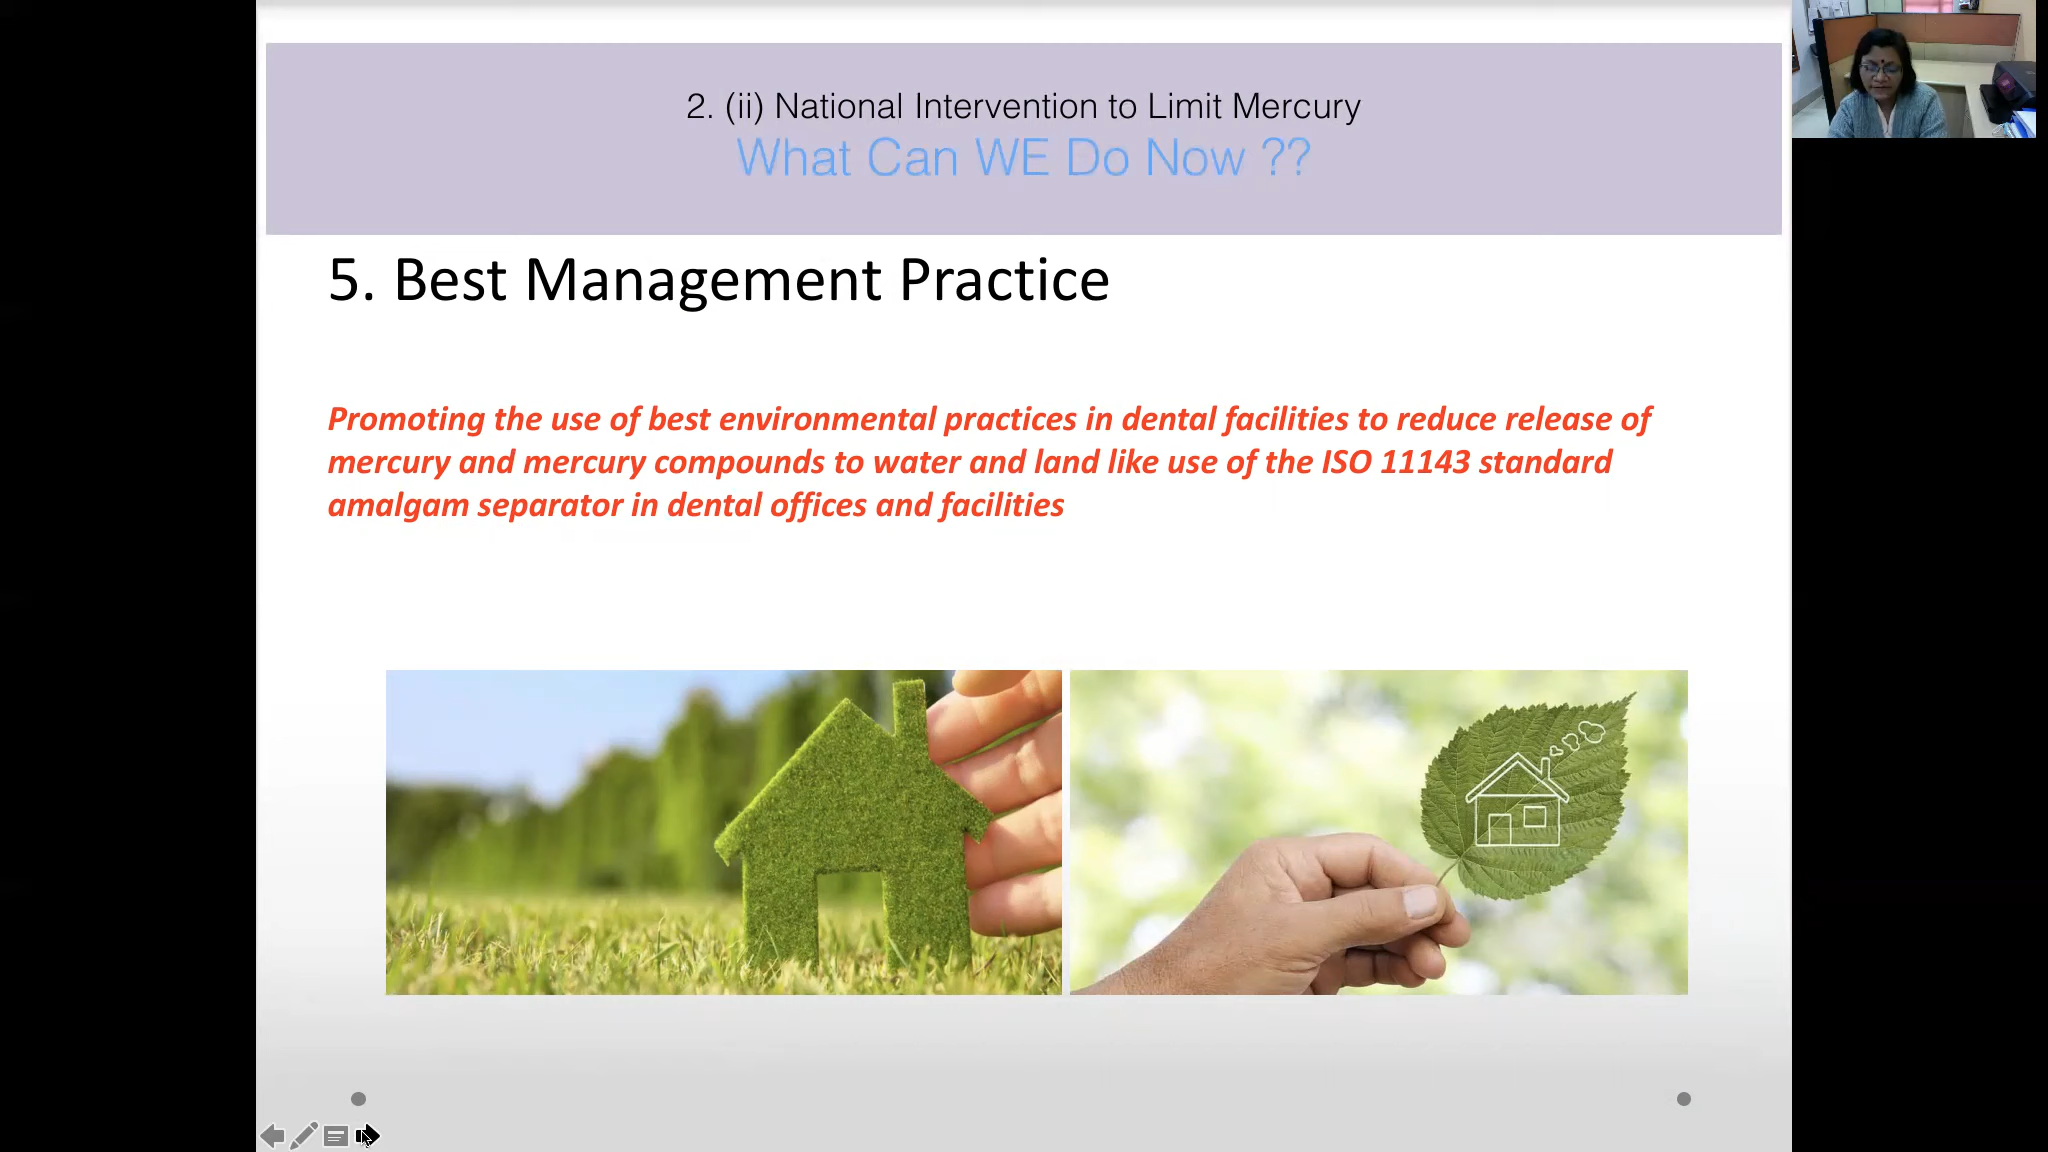 2. (ii) National Intervention to Limit Mercury
What Can WE Do Now ??
5. Best Management Practice
Promoting the use of best environmental practices in dental facilities to reduce release of
mercury and mercury compounds to water and land like use of the ISO 11143 standard
amalgam separator in dental offices and facilities